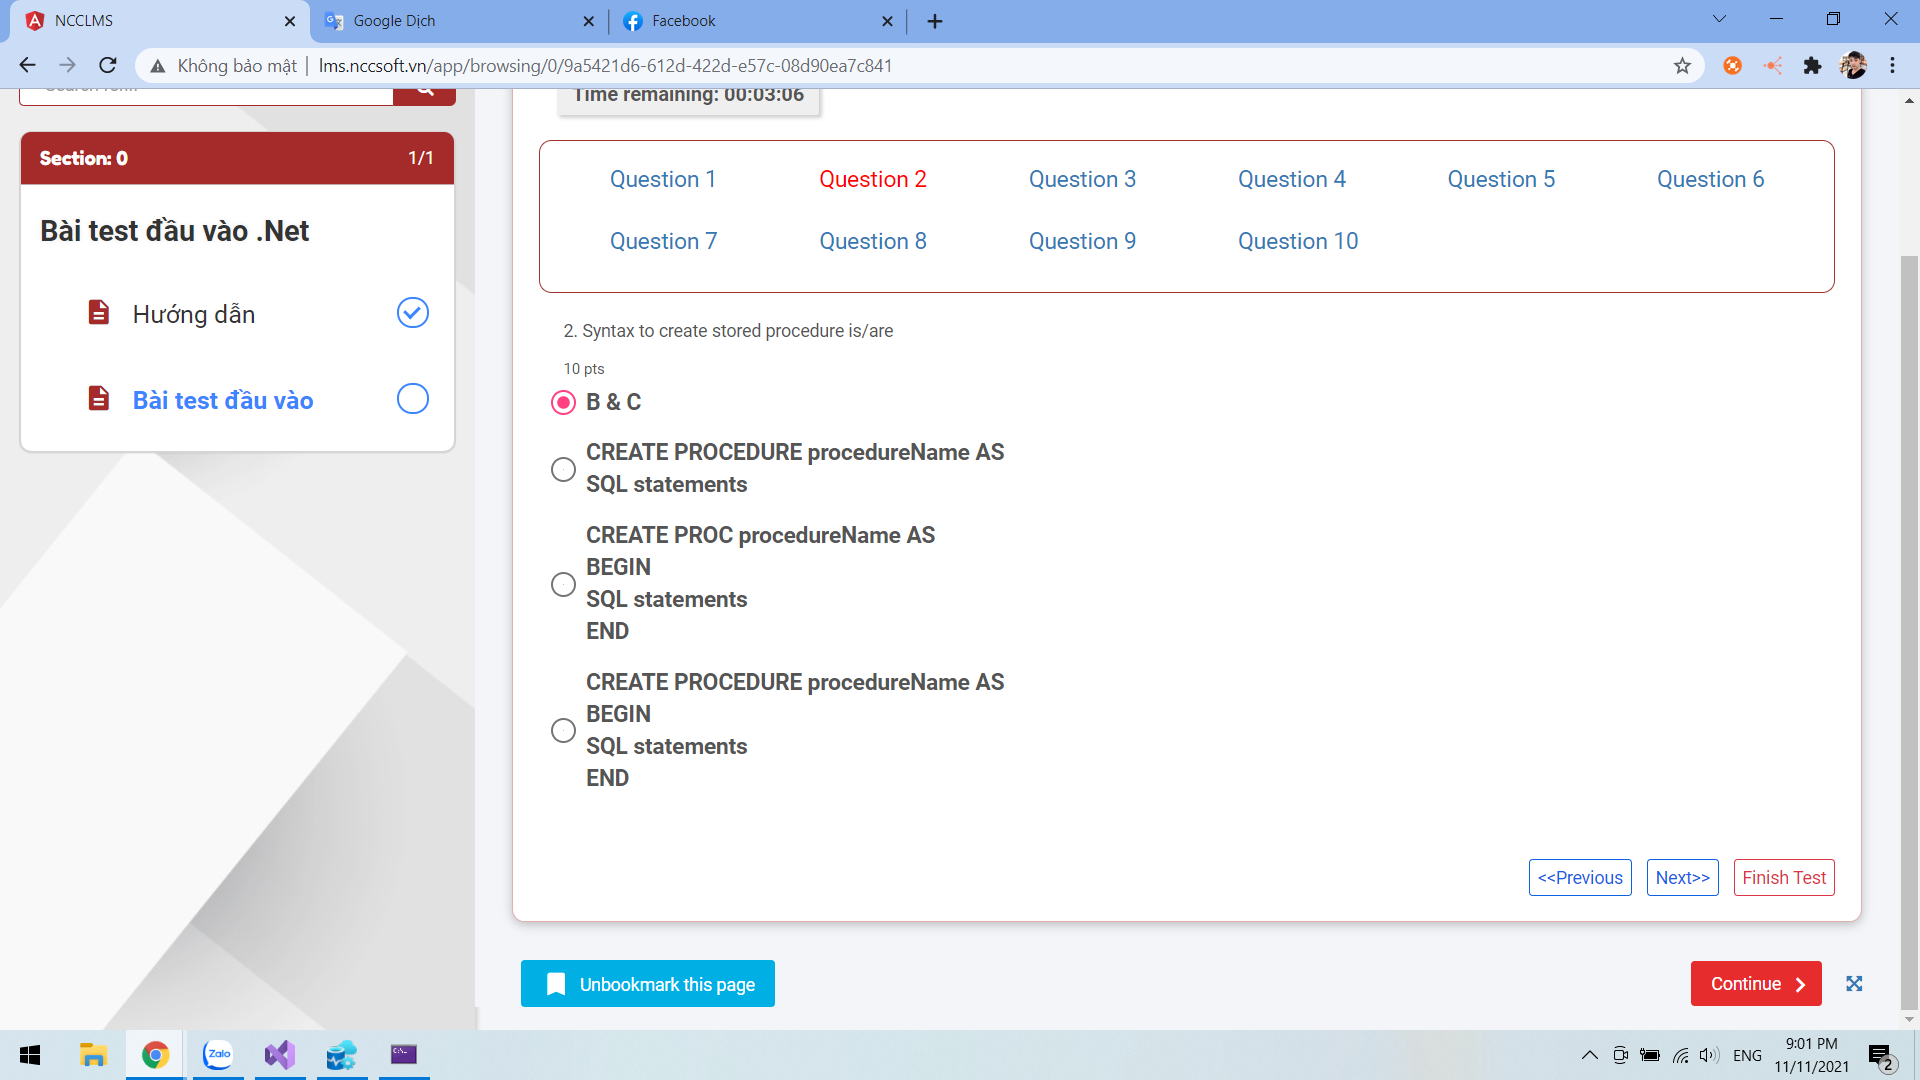 NCCLMS
Google Dịch
Facebook
Không bảo mật
lms.nccsoft.vn/app/browsing/0/9a5421d6-612d-422d-e57c-08d90ea7c841
Time remaining: 00:03:06
Section: 0
1/1
Bài test đầu vào .Net
Hướng dẫn
Bài test đầu vào
Question 1
Question 2
Question 3
Question 4
Question 5
Question 6
Question 7
Question 8
Question 9
Question 10
2. Syntax to create stored procedure is/are
10 pts
B & C
CREATE PROCEDURE procedureName AS
SQL statements
CREATE PROC procedureName AS
BEGIN
SQL statements
END
CREATE PROCEDURE procedureName AS
BEGIN
SQL statements
END
<<Previous
Next>>
Finish Test
Unbookmark this page
Continue
Zalo
ENG
9:01 PM
11/11/2021
2